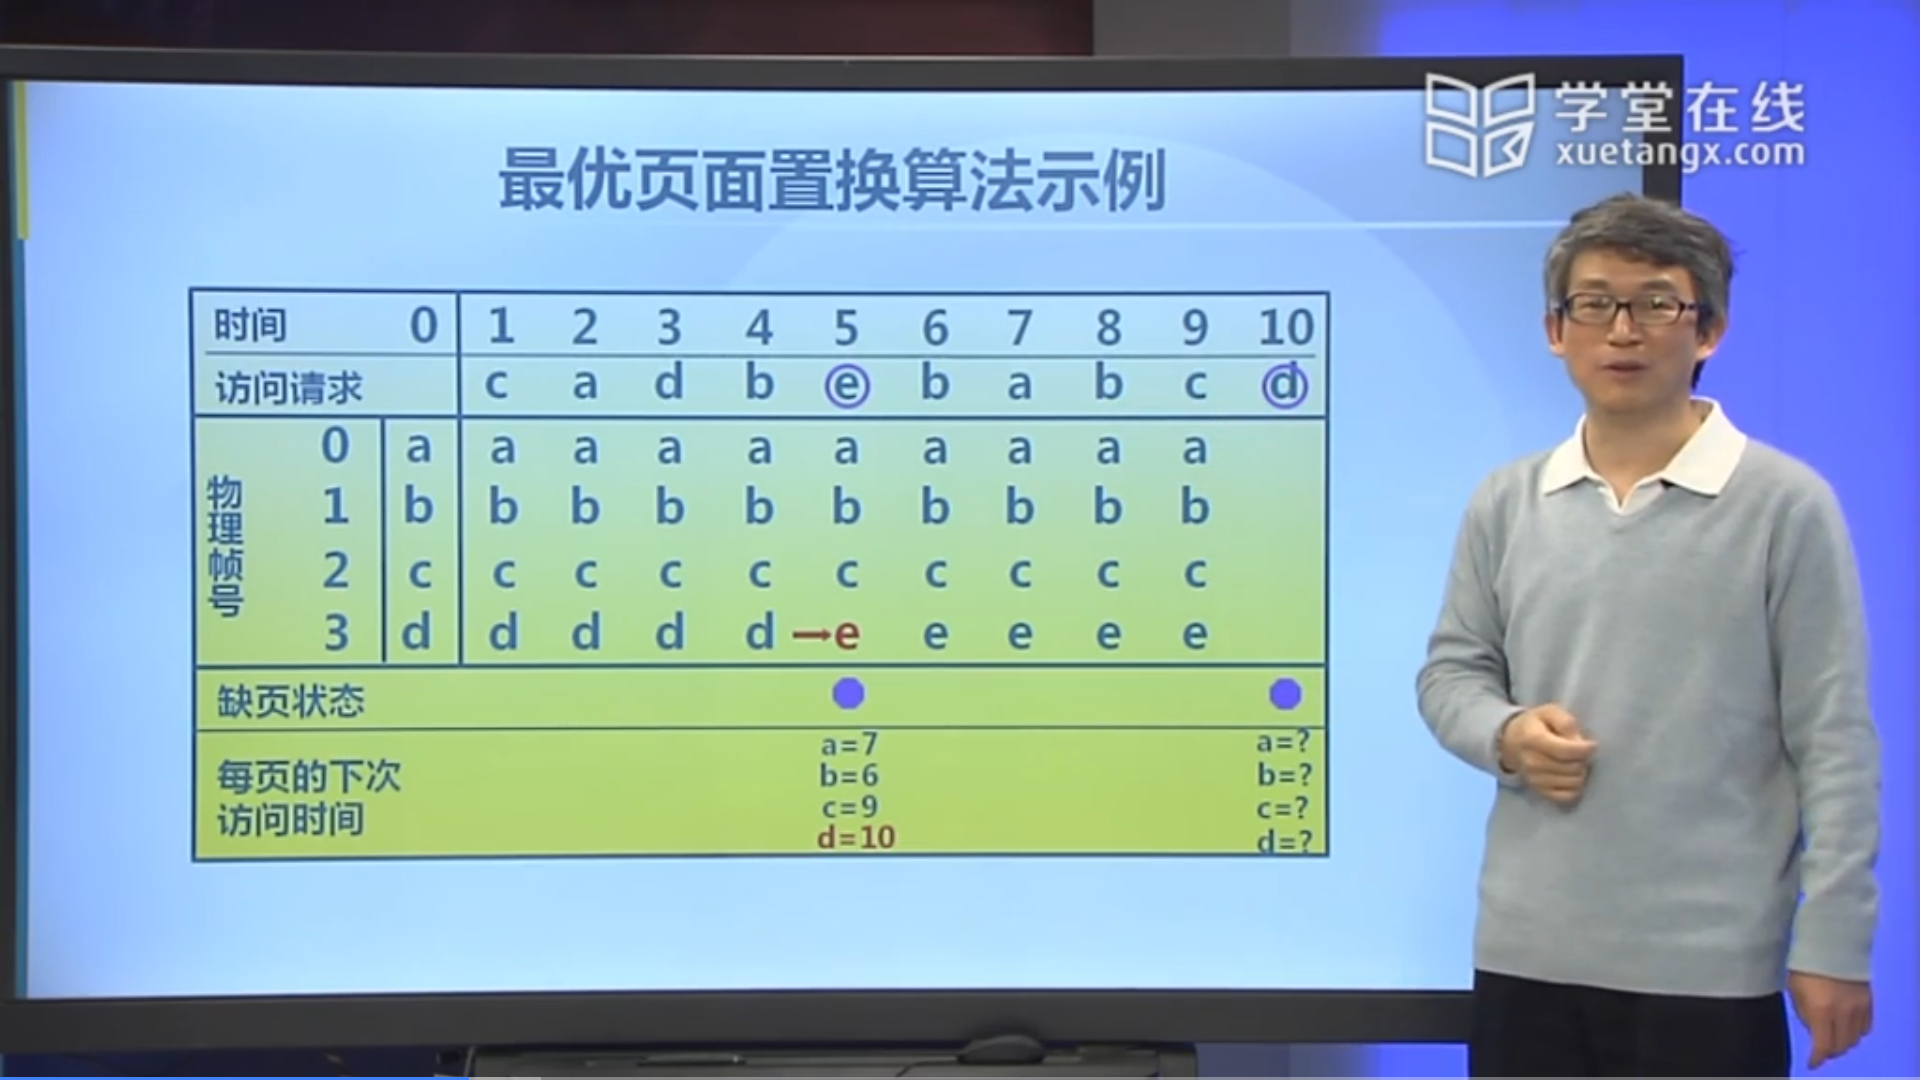 学堂在线
xuetangx.com
最优页面置换算法示例
时间 0 1 2 3 4 5 6 7 8 9 10
访问请求 c a d b e b a b c d
物理帧号
0 a a a a a a a a a a
1 b b b b b b b b b b
2 c c c c c c c c c c
3 d d d d d →e e e e e
缺页状态
每页的下次
访问时间
a=7
b=6
c=9
d=10
a=?
b=?
c=?
d=?